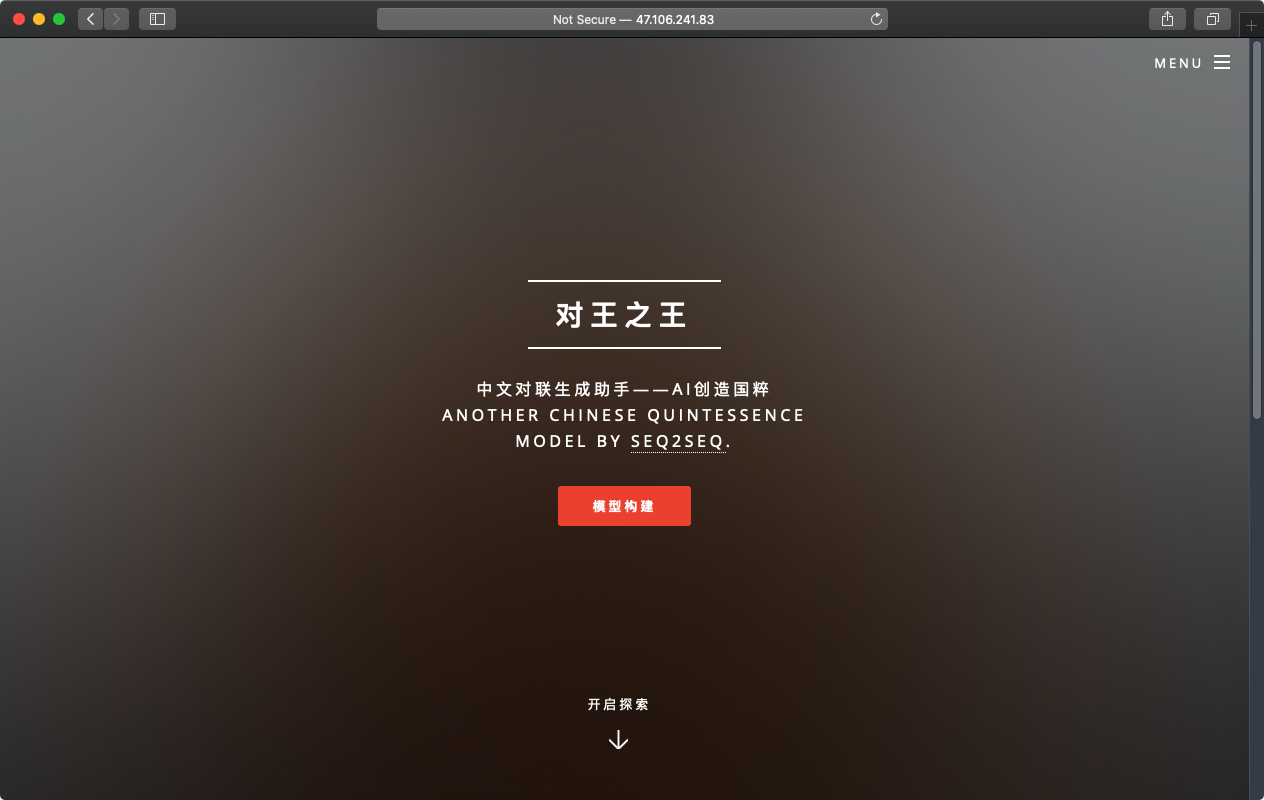 Not Secure — 47.106.241.83
MENU
对王之王
中文对联生成助手——AI创造国粹
ANOTHER CHINESE QUINTESSENCE
MODEL BY SEQ2SEQ.
模型构建
开启探索